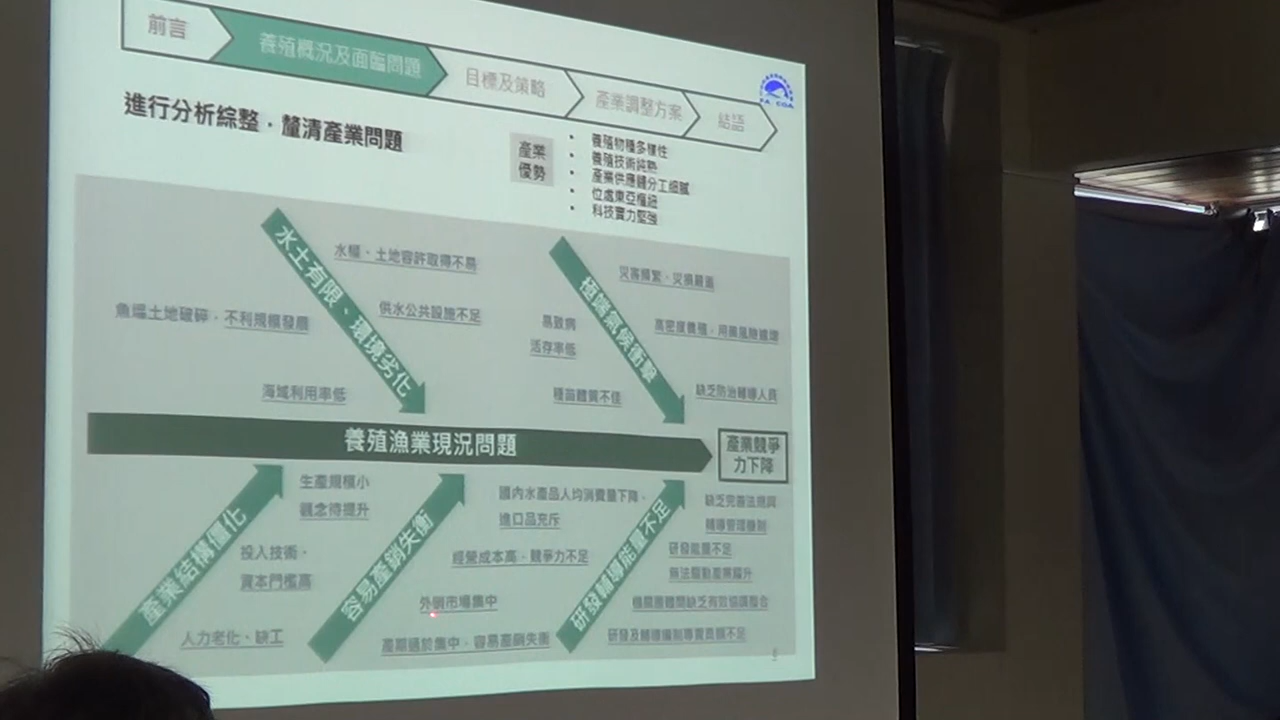 前言
養殖概況及面臨問題
目標及策略
產業調整方案
結語
進行分析綜整，釐清產業問題
產業
優勢
• 養殖物種多樣性
• 養殖技術純熟
• 產業供應鏈分工細膩
• 位處東亞樞紐
• 科技實力堅強
水土有限、環境劣化
水權、土地容許取得不易
魚塭土地破碎，不利規模發展
供水公共設施不足
海域利用率低
極端氣候衝擊
災害頻繁、災損嚴重
易致病
活存率低
高密度養殖，用藥風險
種苗體質不佳
缺乏防治輔導人員
養殖漁業現況問題
產業競爭
力下降
產業結構僵化
生產規模小
觀念待提升
投入技術、
資本門檻高
人力老化、缺工
容易產銷失衡
國內水產品人均消費量下降，
進口品充斥
經營成本高、競爭力不足
外銷市場集中
產期過於集中，容易產銷失衡
研發輔導能量不足
缺乏完善法規與
輔導管理機制
研發能量不足
無法驅動產業躍升
機關團體間缺乏有效協調整合
研發及輔導編制專責員額不足